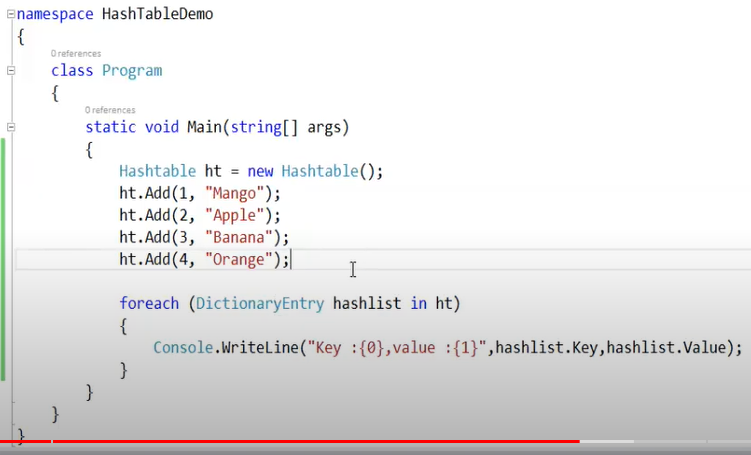 namespace HashTableDemo
{
0 references
class Program
{
0 references
static void Main(string[] args)
{
Hashtable ht = new Hashtable();
ht.Add(1, "Mango");
ht.Add(2, "Apple");
ht.Add(3, "Banana");
ht.Add(4, "Orange");
foreach (DictionaryEntry hashlist in ht)
{
Console.WriteLine("Key :{0},value :{1}",hashlist.Key,hashlist.Value);
}
}
}
}